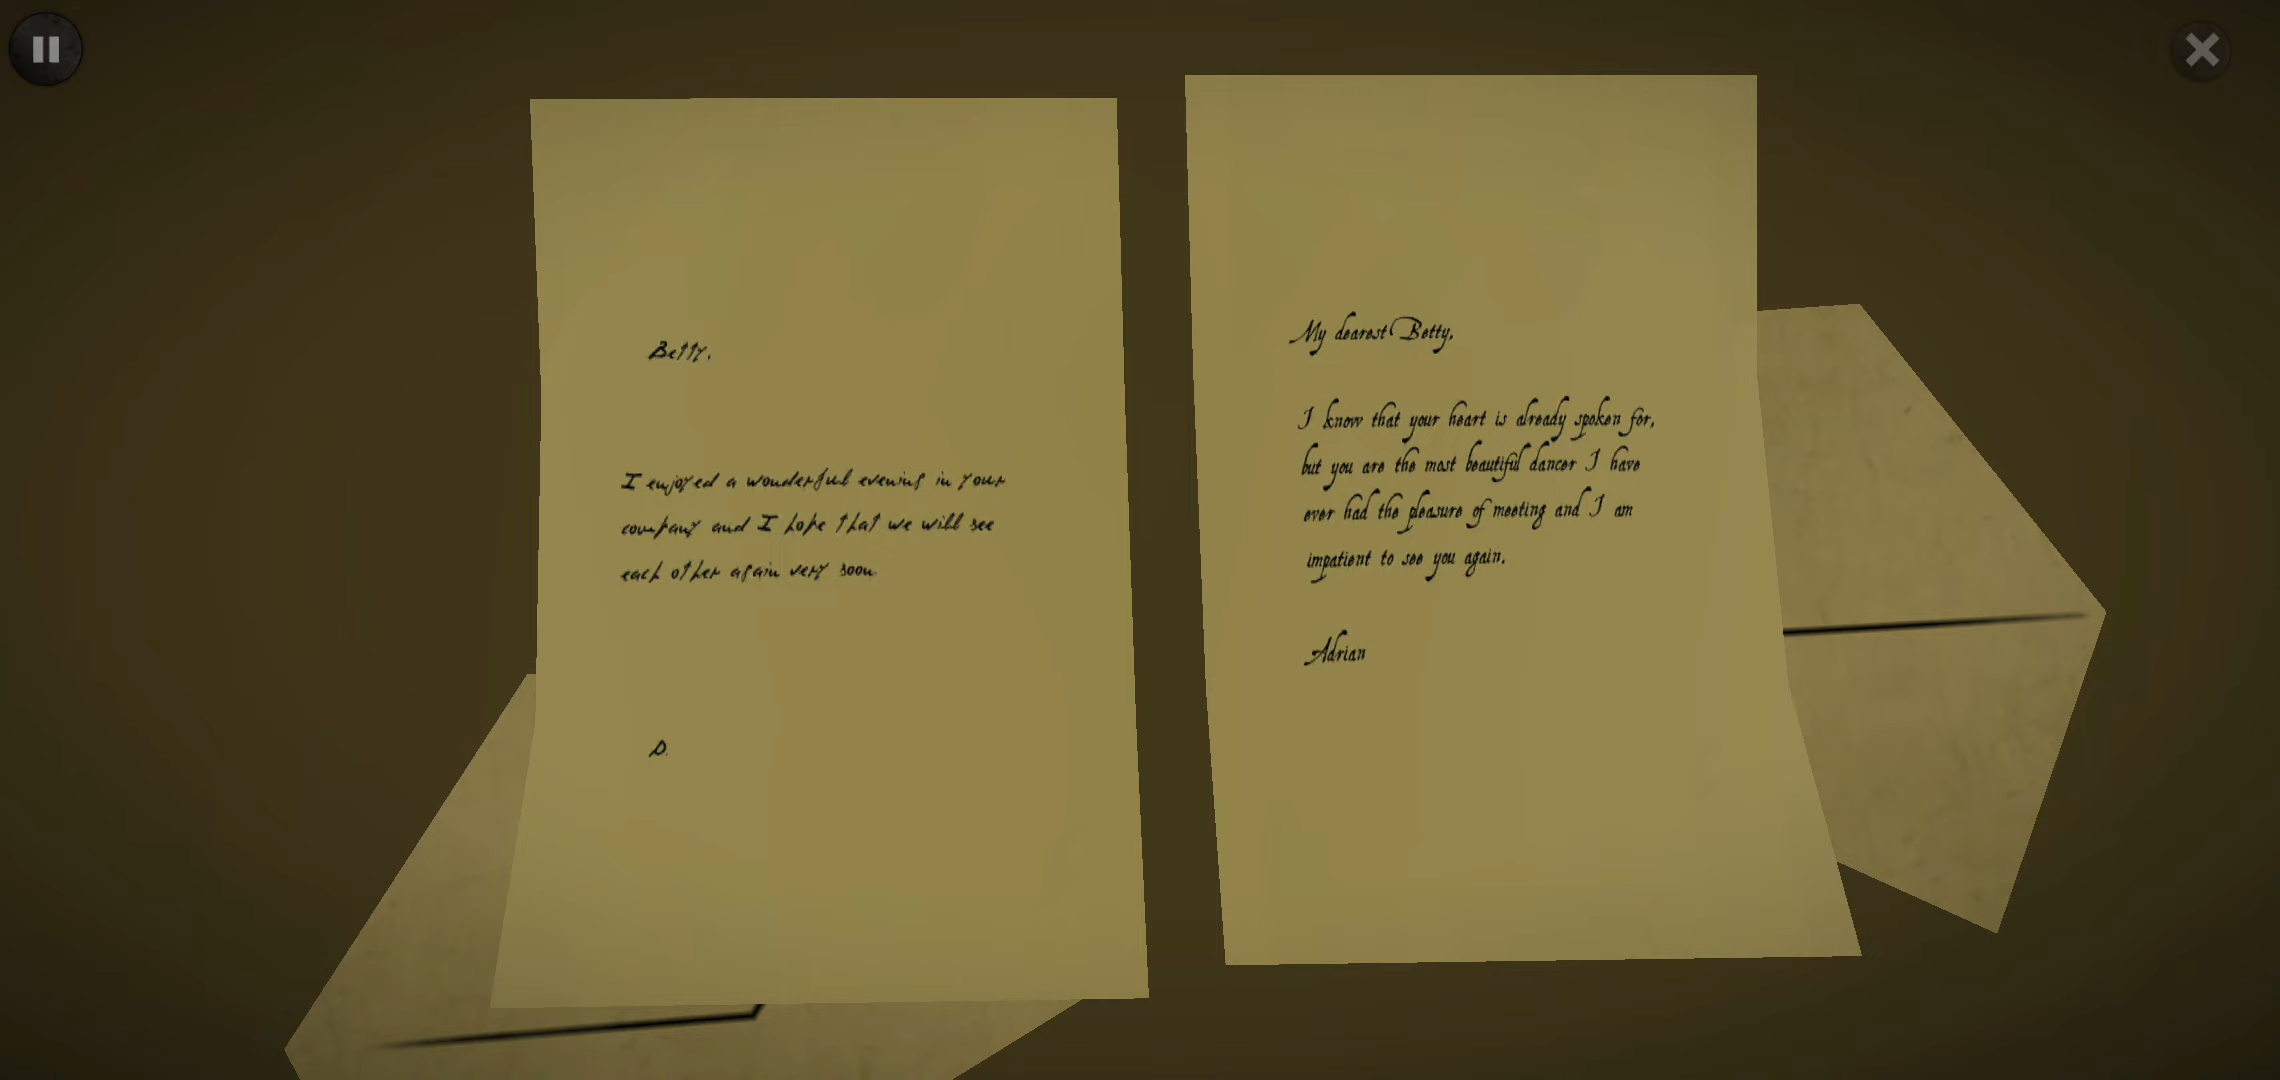 Betty.
I enjoyed a wonderful evening in your
company and I hope that we will see
each other again very soon.
D.
My dearest Betty,
I know that your heart is already spoken for,
but you are the most beautiful dancer I have
ever had the pleasure of meeting and I am
impatient to see you again.
Adrian